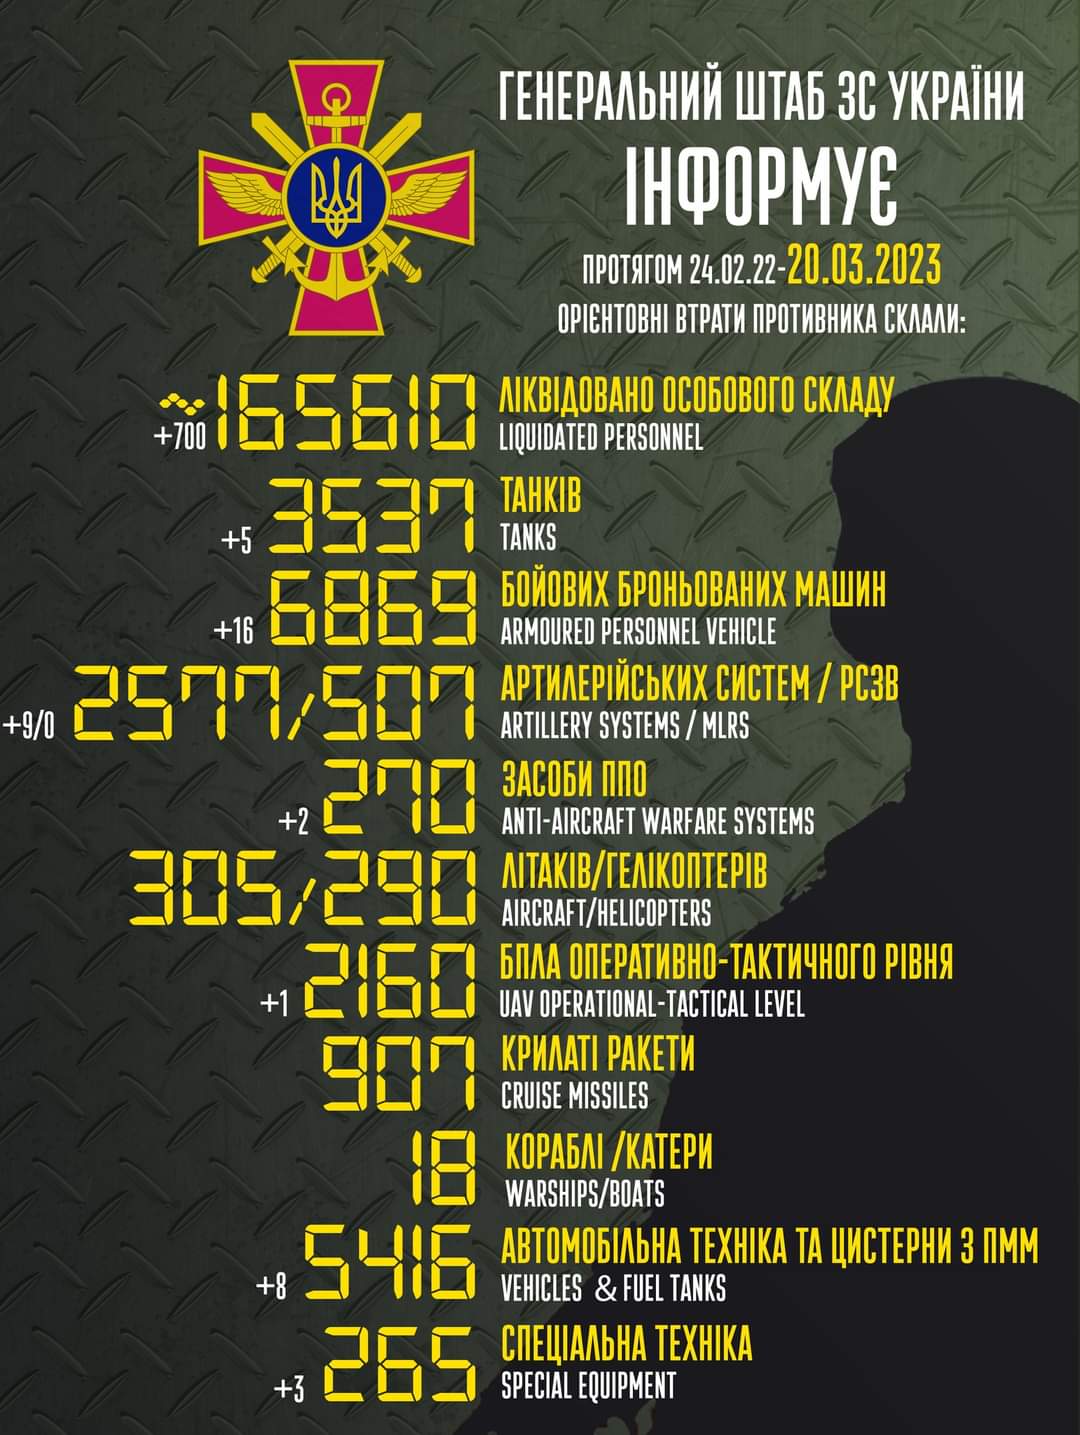 ГЕНЕРАЛЬНИЙ ШТАБ ЗС УКРАЇНИ
ІНФОРМУЄ
ПРОТЯГОМ 24.02.22-20.03.2023
ОРІЄНТОВНІ ВТРАТИ ПРОТИВНИКА СКЛАЛИ:
+700 ~165610 ЛІКВІДОВАНО ОСОБОВОГО СКЛАДУ
LIQUIDATED PERSONNEL
+5 3537 ТАНКІВ
TANKS
+16 6869 БОЙОВИХ БРОНЬОВАНИХ МАШИН
ARMOURED PERSONNEL VEHICLE
+9/0 2577/507 АРТИЛЕРІЙСЬКИХ СИСТЕМ / РСЗВ
ARTILLERY SYSTEMS / MLRS
+2 270 ЗАСОБИ ППО
ANTI-AIRCRAFT WARFARE SYSTEMS
305/290 ЛІТАКІВ/ГЕЛІКОПТЕРІВ
AIRCRAFT/HELICOPTERS
+1 2160 БПЛА ОПЕРАТИВНО-ТАКТИЧНОГО РІВНЯ
UAV OPERATIONAL-TACTICAL LEVEL
907 КРИЛАТІ РАКЕТИ
CRUISE MISSILES
18 КОРАБЛІ /КАТЕРИ
WARSHIPS/BOATS
+8 5416 АВТОМОБІЛЬНА ТЕХНІКА ТА ЦИСТЕРНИ З ПММ
VEHICLES & FUEL TANKS
+3 265 СПЕЦІАЛЬНА ТЕХНІКА
SPECIAL EQUIPMENT